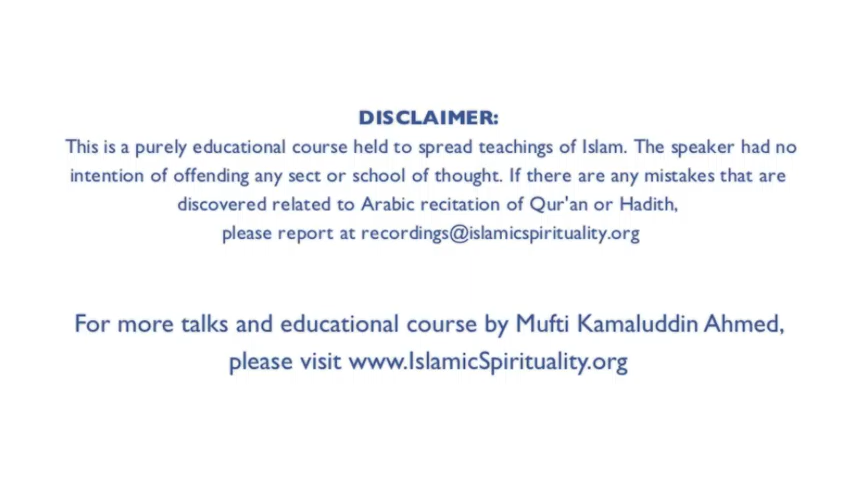 DISCLAIMER:
This is a purely educational course held to spread teachings of Islam. The speaker had no
intention of offending any sect or school of thought. If there are any mistakes that are
discovered related to Arabic recitation of Qur'an or Hadith,
please report at recordings@islamicspirituality.org
For more talks and educational course by Mufti Kamaluddin Ahmed,
please visit www.IslamicSpirituality.org